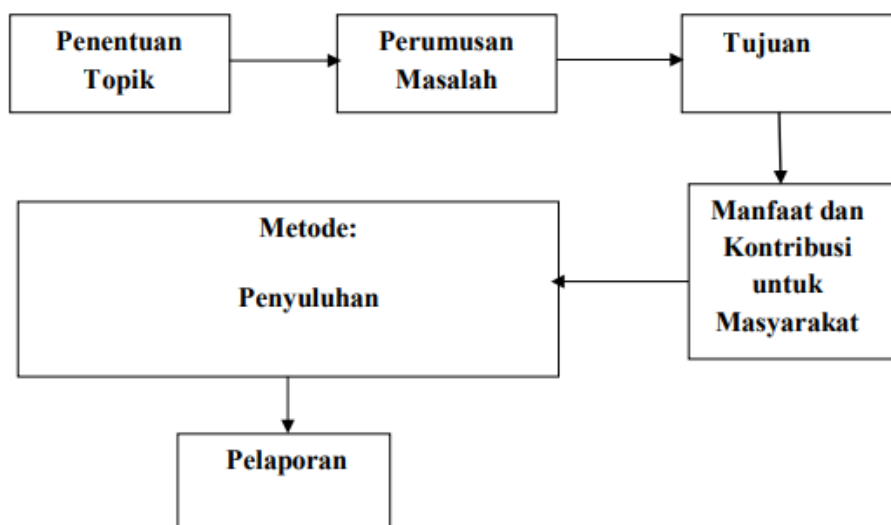 Penentuan
Topik
Perumusan
Masalah
Tujuan
Manfaat dan
Kontribusi
untuk
Masyarakat
Metode:
Penyuluhan
Pelaporan